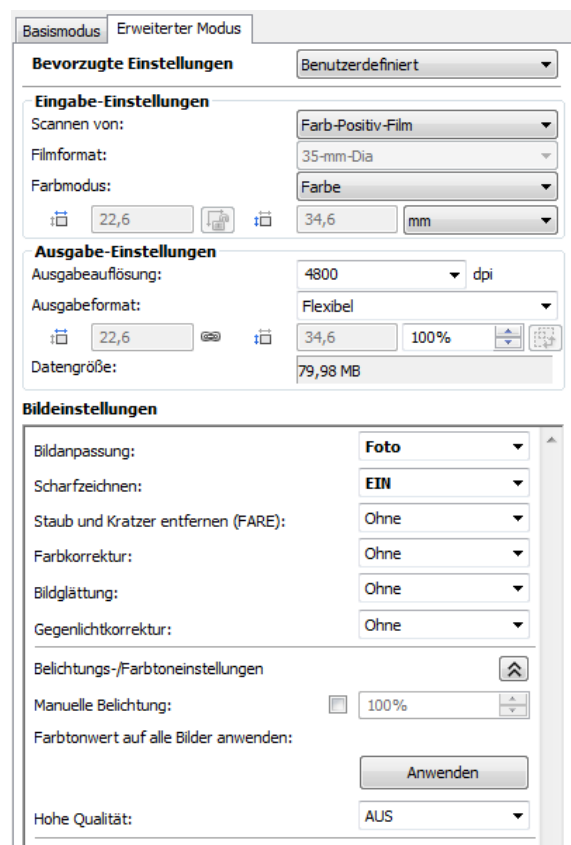 Basismodus Erweiterter Modus
Bevorzugte Einstellungen Benutzerdefiniert
Eingabe-Einstellungen
Scannen von: Farb-Positiv-Film
Filmformat: 35-mm-Dia
Farbmodus: Farbe
22,6 34,6 mm
Ausgabe-Einstellungen
Ausgabeauflösung: 4800 dpi
Ausgabeformat: Flexibel
22,6 34,6 100%
Datengröße: 79,98 MB
Bildeinstellungen
Bildanpassung: Foto
Scharfzeichnen: EIN
Staub und Kratzer entfernen (FARE): Ohne
Farbkorrektur: Ohne
Bildglättung: Ohne
Gegenlichtkorrektur: Ohne
Belichtungs-/Farbtoneinstellungen
Manuelle Belichtung: 100%
Farbtonwert auf alle Bilder anwenden:
Anwenden
Hohe Qualität: AUS